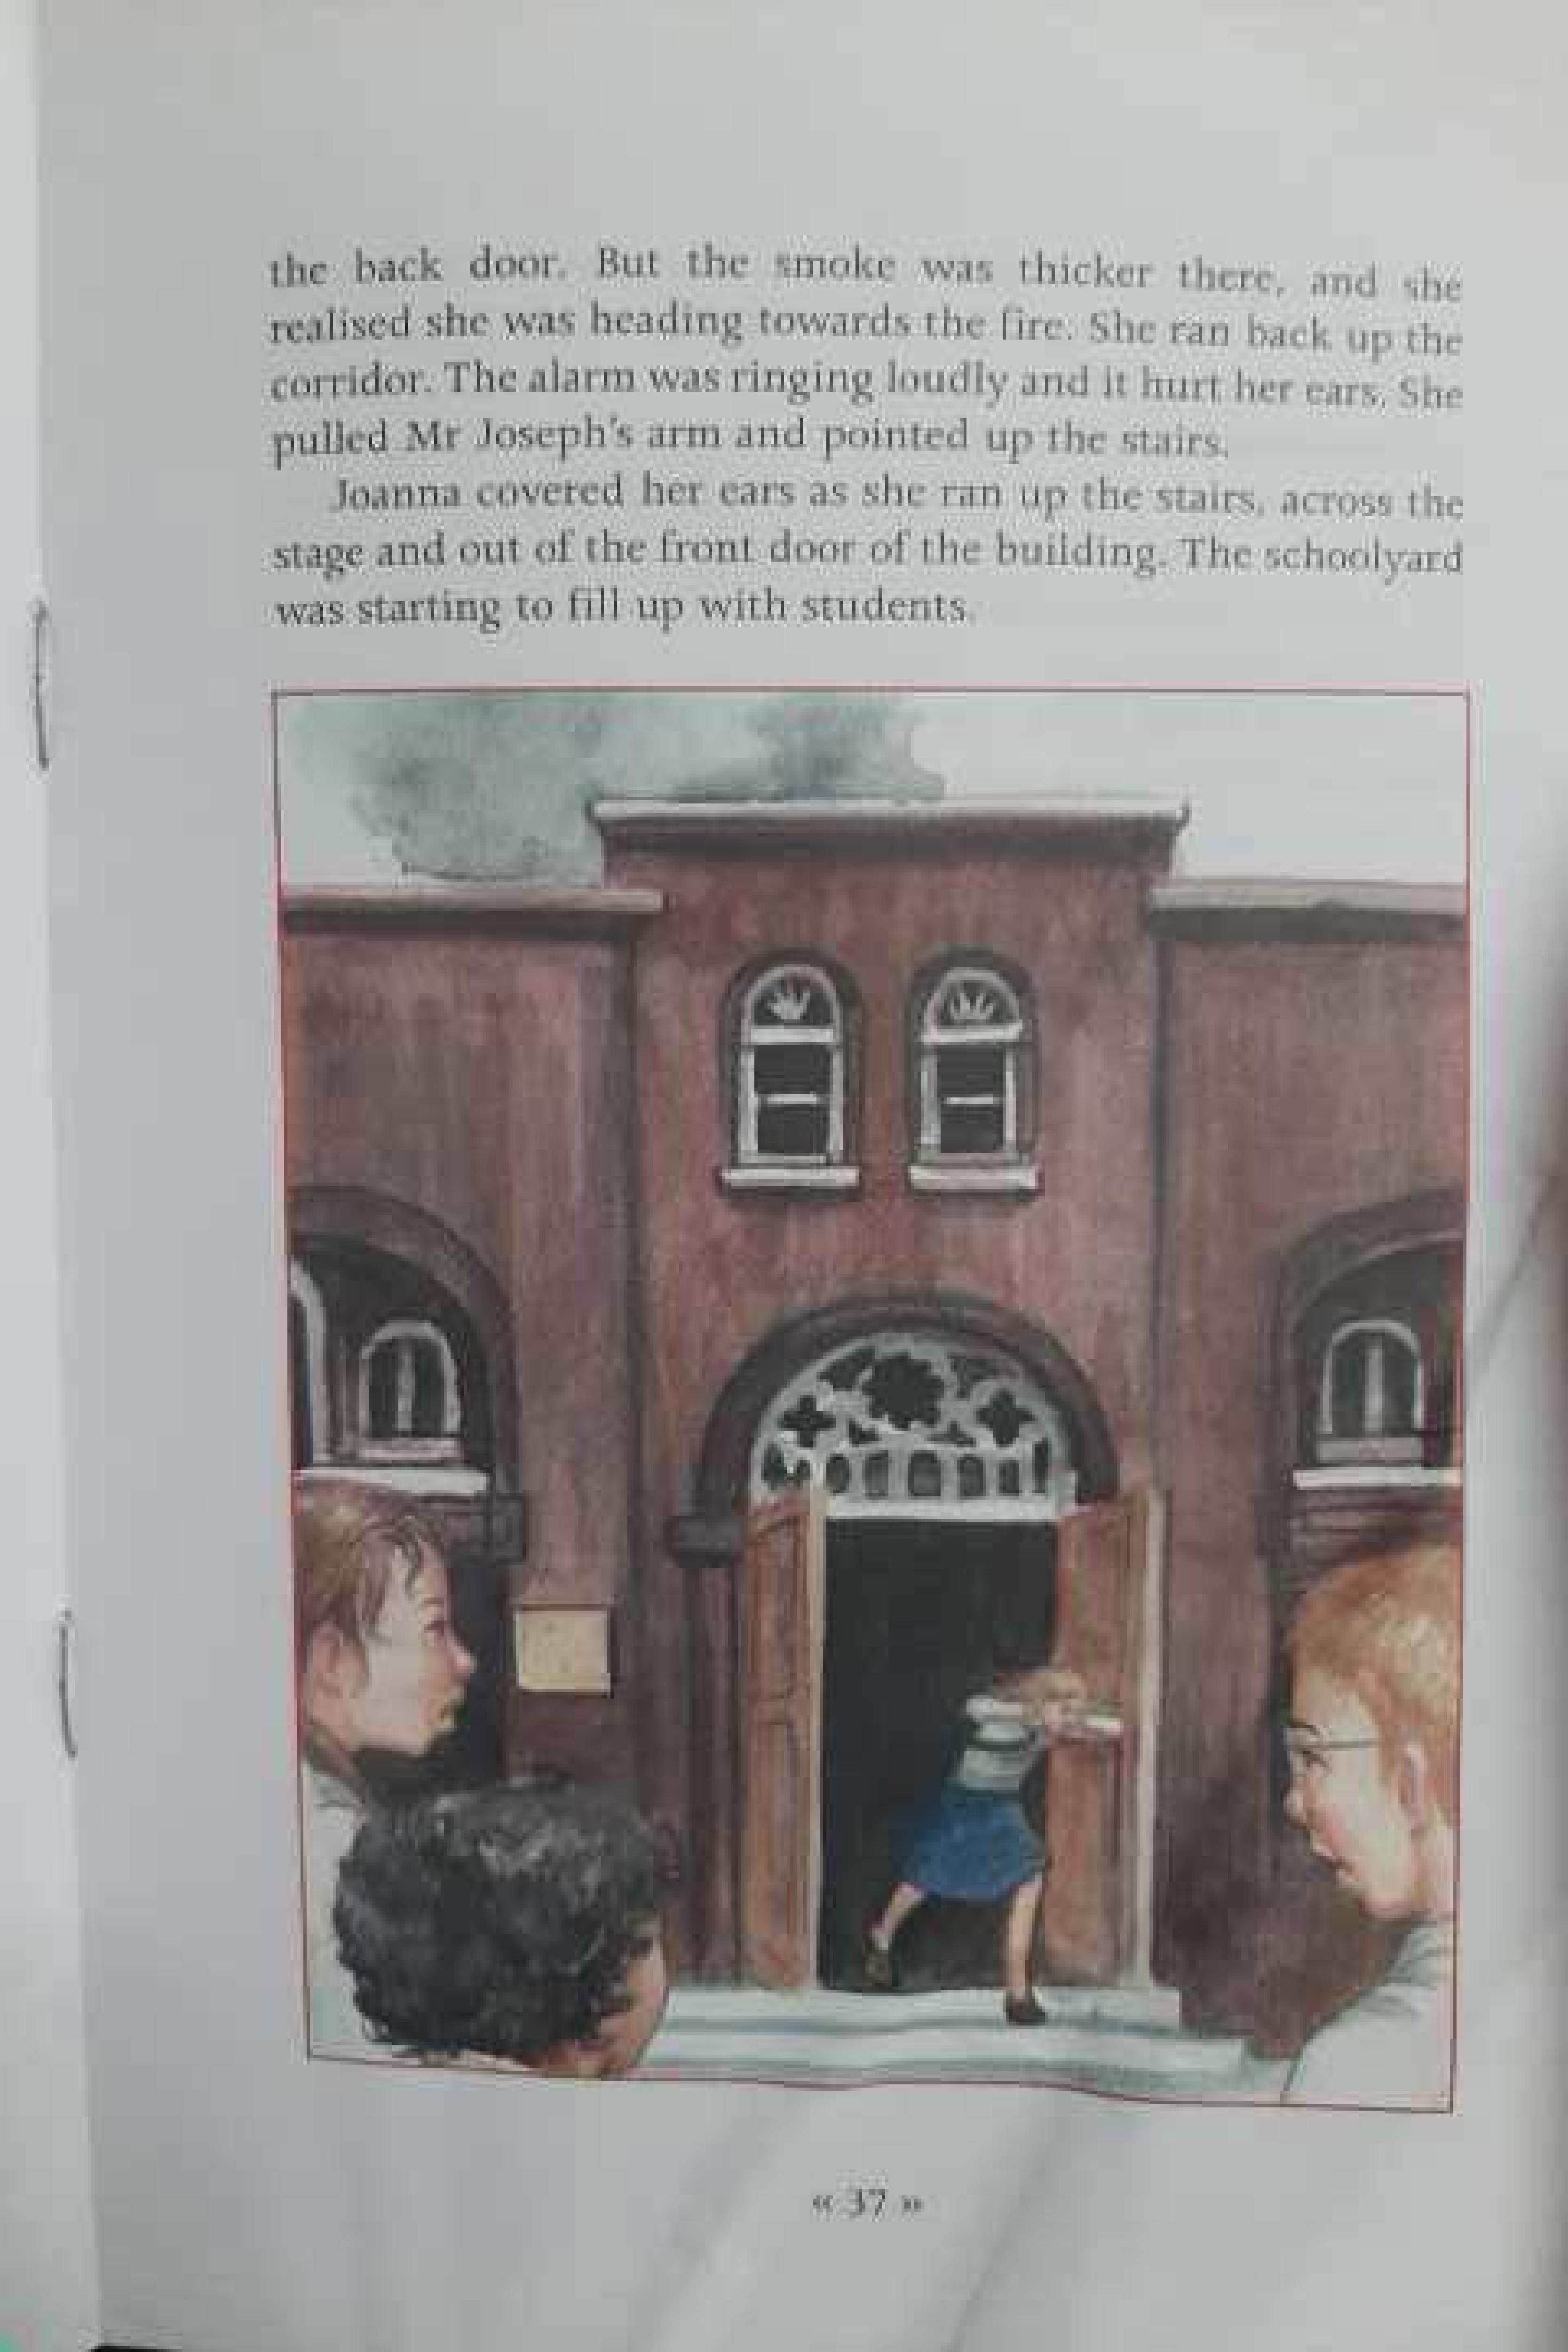 the back door. But the smoke was thicker there, and she
realised she was heading towards the fire. She ran back up the
corridor. The alarm was ringing loudly and it hurt her ears. She
pulled Mr Joseph's arm and pointed up the stairs.
Joanna covered her ears as she ran up the stairs, across the
stage and out of the front door of the building. The schoolyard
was starting to fill up with students.
« 37 »